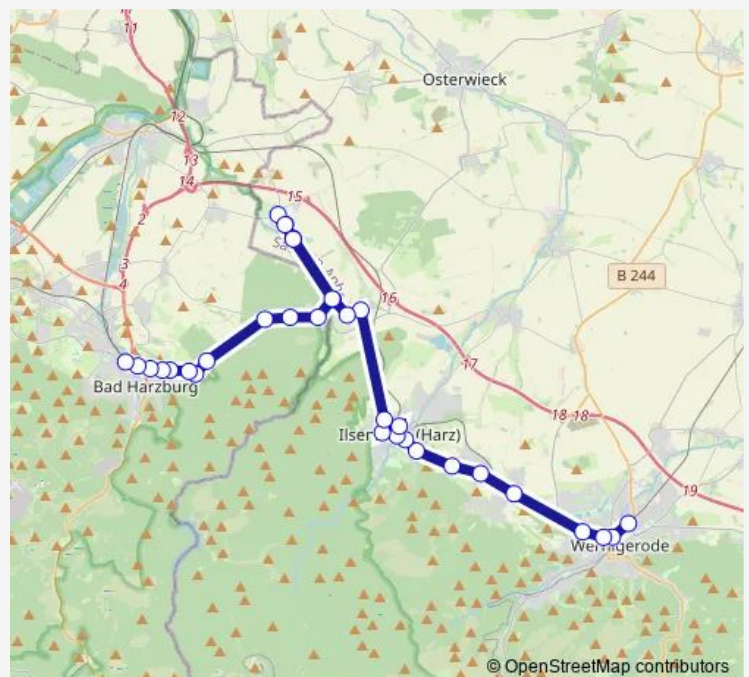 11
Osterwieck
12
13
14
15
2
3
4
B 244
16
Bad Harzburg
17
18 18
Ilsen (Harz)
19
Wernigerode
© OpenStreetMap contributors